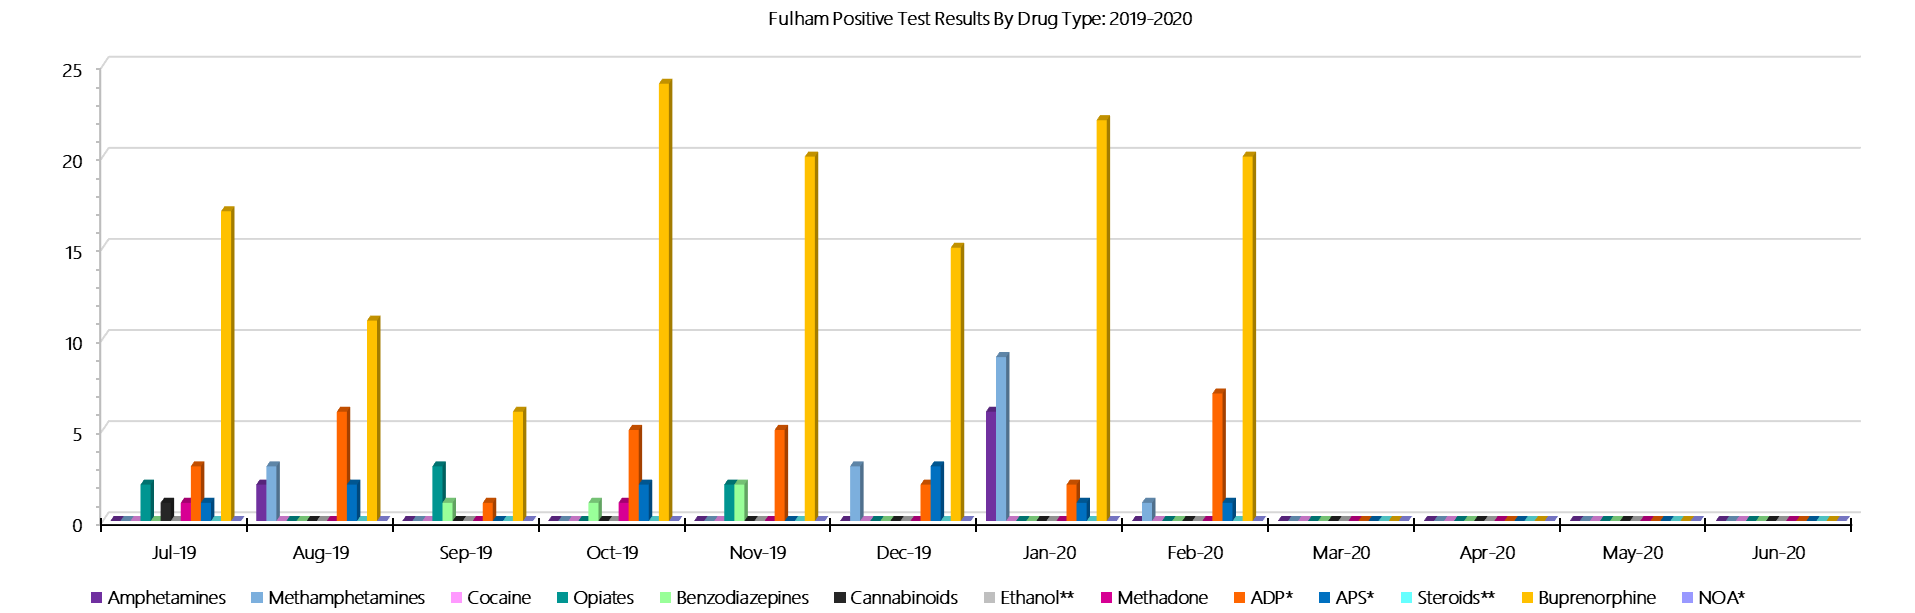 Fulham Positive Test Results By Drug Type: 2019-2020
25
20
15
10
5
0
Jul-19 Aug-19 Sep-19 Oct-19 Nov-19 Dec-19 Jan-20 Feb-20 Mar-20 Apr-20 May-20 Jun-20
Amphetamines Methamphetamines Cocaine Opiates Benzodiazepines Cannabinoids Ethanol** Methadone ADP* APS* Steroids** Buprenorphine NOA*